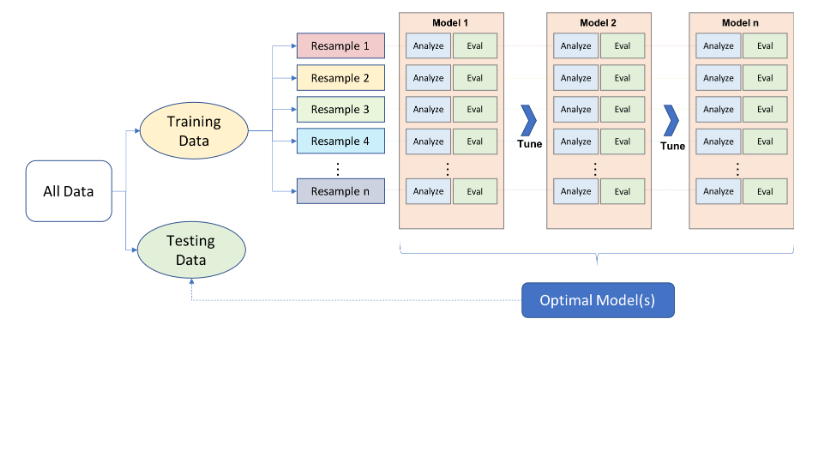 Model 1
Model 2
Model n
Resample 1
Analyze
Eval
Analyze
Eval
Analyze
Eval
Resample 2
Analyze
Eval
Analyze
Eval
Analyze
Eval
Training
Data
Resample 3
Analyze
Eval
Analyze
Eval
Analyze
Eval
Tune
Tune
Resample 4
Analyze
Eval
Analyze
Eval
Analyze
Eval
All Data
Resample n
Analyze
Eval
Analyze
Eval
Analyze
Eval
Testing
Data
Optimal Model(s)